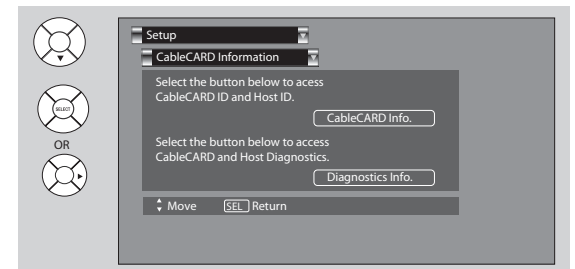 Setup
CableCARD Information
Select the button below to acess
CableCARD ID and Host ID.
CableCARD Info.
SELECT
OR
Select the button below to access
CableCARD and Host Diagnostics.
Diagnostics Info.
Move SEL Return